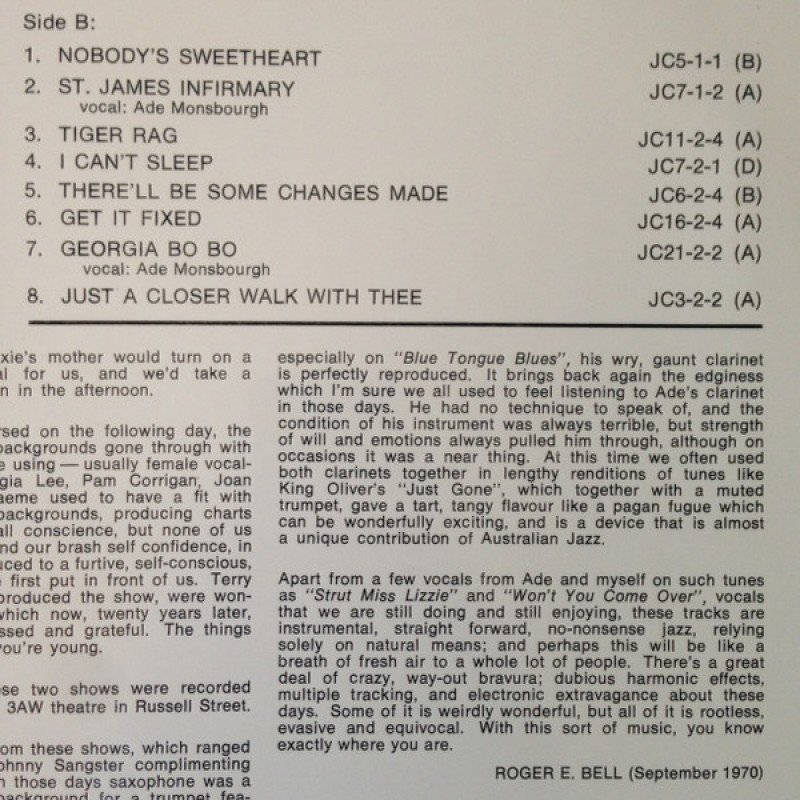 Side B:
1. NOBODY'S SWEETHEART JC5-1-1 (B)
2. ST. JAMES INFIRMARY JC7-1-2 (A)
vocal: Ade Monsbourgh
3. TIGER RAG JC11-2-4 (A)
4. I CAN'T SLEEP JC7-2-1 (D)
5. THERE'LL BE SOME CHANGES MADE JC6-2-4 (B)
6. GET IT FIXED JC16-2-4 (A)
7. GEORGIA BO BO JC21-2-2 (A)
vocal: Ade Monsbourgh
8. JUST A CLOSER WALK WITH THEE JC3-2-2 (A)
xie's mother would turn on a
al for us, and we'd take a
n in the afternoon.
rsed on the following day, the
backgrounds gone through with
e using — usually female vocal-
gia Lee, Pam Corrigan, Joan
aeme used to have a fit with
backgrounds, producing charts
all conscience, but none of us
nd our brash self confidence, in
uced to a furtive, self-conscious,
first put in front of us. Terry
produced the show, were won-
which now, twenty years later,
ssed and grateful. The things
you're young.
ese two shows were recorded
3AW theatre in Russell Street.
om these shows, which ranged
ohnny Sangster complimenting
n those days saxophone was a
background for a trumpet fea-
especially on "Blue Tongue Blues", his wry, gaunt clarinet
is perfectly reproduced. It brings back again the edginess
which I'm sure we all used to feel listening to Ade's clarinet
in those days. He had no technique to speak of, and the
condition of his instrument was always terrible, but strength
of will and emotions always pulled him through, although on
occasions it was a near thing. At this time we often used
both clarinets together in lengthy renditions of tunes like
King Oliver's "Just Gone", which together with a muted
trumpet, gave a tart, tangy flavour like a pagan fugue which
can be wonderfully exciting, and is a device that is almost
a unique contribution of Australian Jazz.
Apart from a few vocals from Ade and myself on such tunes
as "Strut Miss Lizzie" and "Won't You Come Over", vocals
that we are still doing and still enjoying, these tracks are
instrumental, straight forward, no-nonsense jazz, relying
solely on natural means; and perhaps this will be like a
breath of fresh air to a whole lot of people. There's a great
deal of crazy, way-out bravura; dubious harmonic effects,
multiple tracking, and electronic extravagance about these
days. Some of it is weirdly wonderful, but all of it is rootless,
evasive and equivocal. With this sort of music, you know
exactly where you are.
ROGER E. BELL (September 1970)